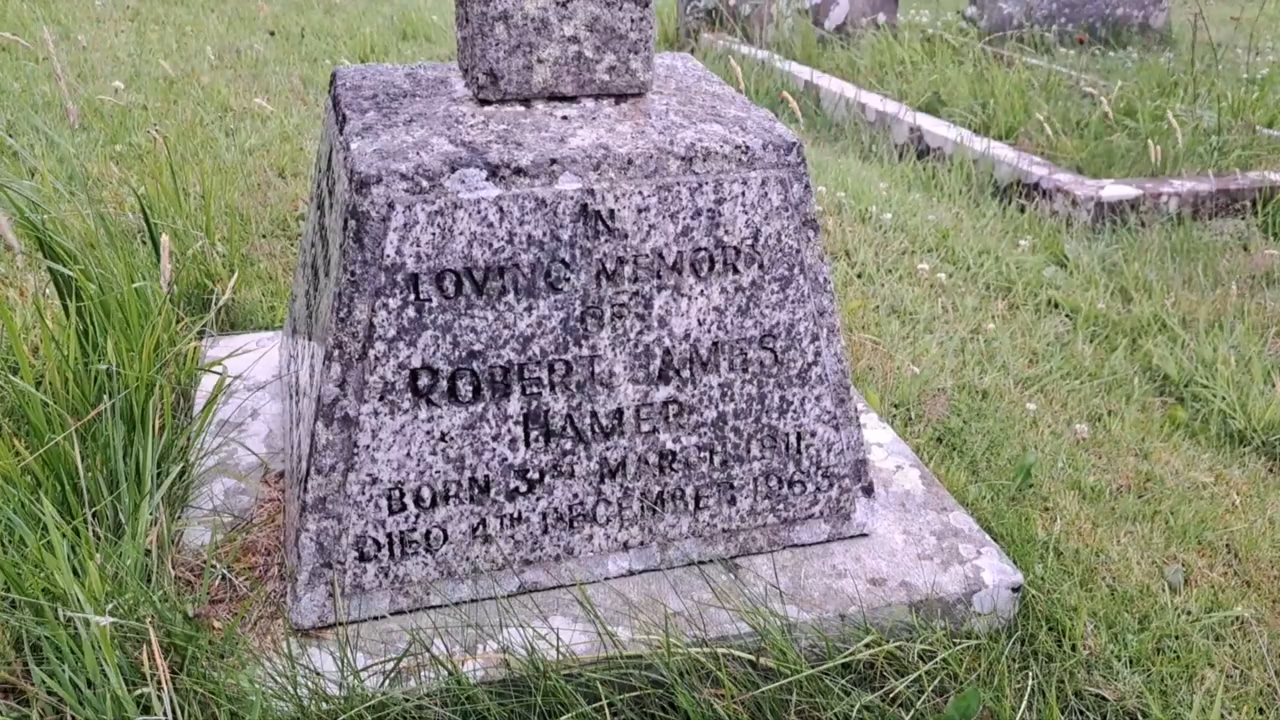 IN
LOVING MEMORY
OF
ROBERT JAMES
HAMER
BORN 31ST MARCH 1911
DIED 4TH DECEMBER 1963